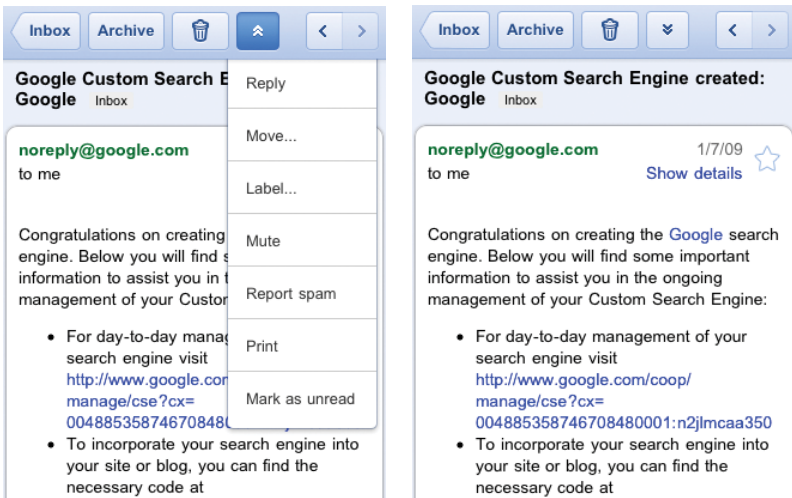 Inbox
Archive
Google Custom Search E
Google Inbox
noreply@google.com
to me
Congratulations on creating
engine. Below you will find s
information to assist you in t
management of your Custor
• For day-to-day manag
search engine visit
http://www.google.com
manage/cse?cx=
00488535874670848
• To incorporate your search engine into
your site or blog, you can find the
necessary code at
Reply
Move...
Label...
Mute
Report spam
Print
Mark as unread
Inbox
Archive
Google Custom Search Engine created:
Google Inbox
noreply@google.com 1/7/09
to me Show details
Congratulations on creating the Google search
engine. Below you will find some important
information to assist you in the ongoing
management of your Custom Search Engine:
• For day-to-day management of your
search engine visit
http://www.google.com/coop/
manage/cse?cx=
004885358746708480001:n2jlmcaa350
• To incorporate your search engine into
your site or blog, you can find the
necessary code at